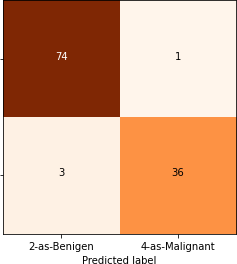 74 1
3 36
2-as-Benigen 4-as-Malignant
Predicted label